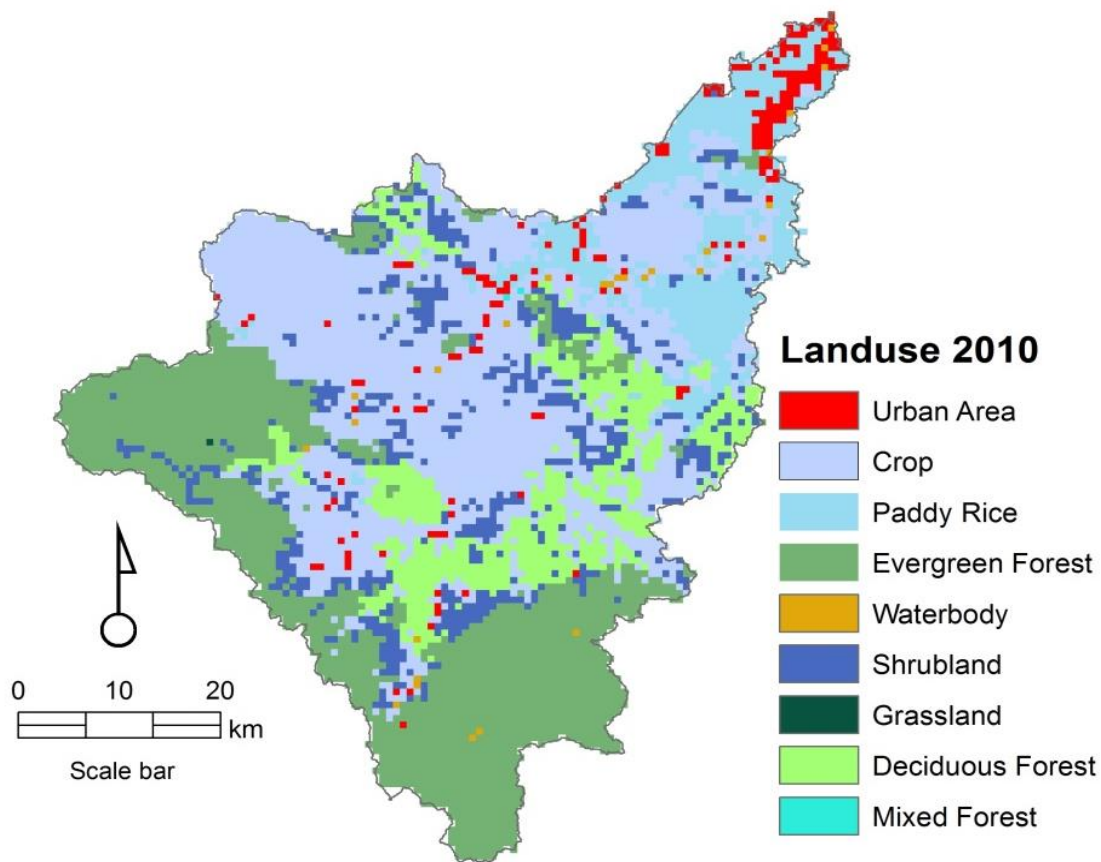 Landuse 2010
Urban Area
Crop
Paddy Rice
Evergreen Forest
Waterbody
Shrubland
Grassland
Deciduous Forest
Mixed Forest
0 10 20
km
Scale bar